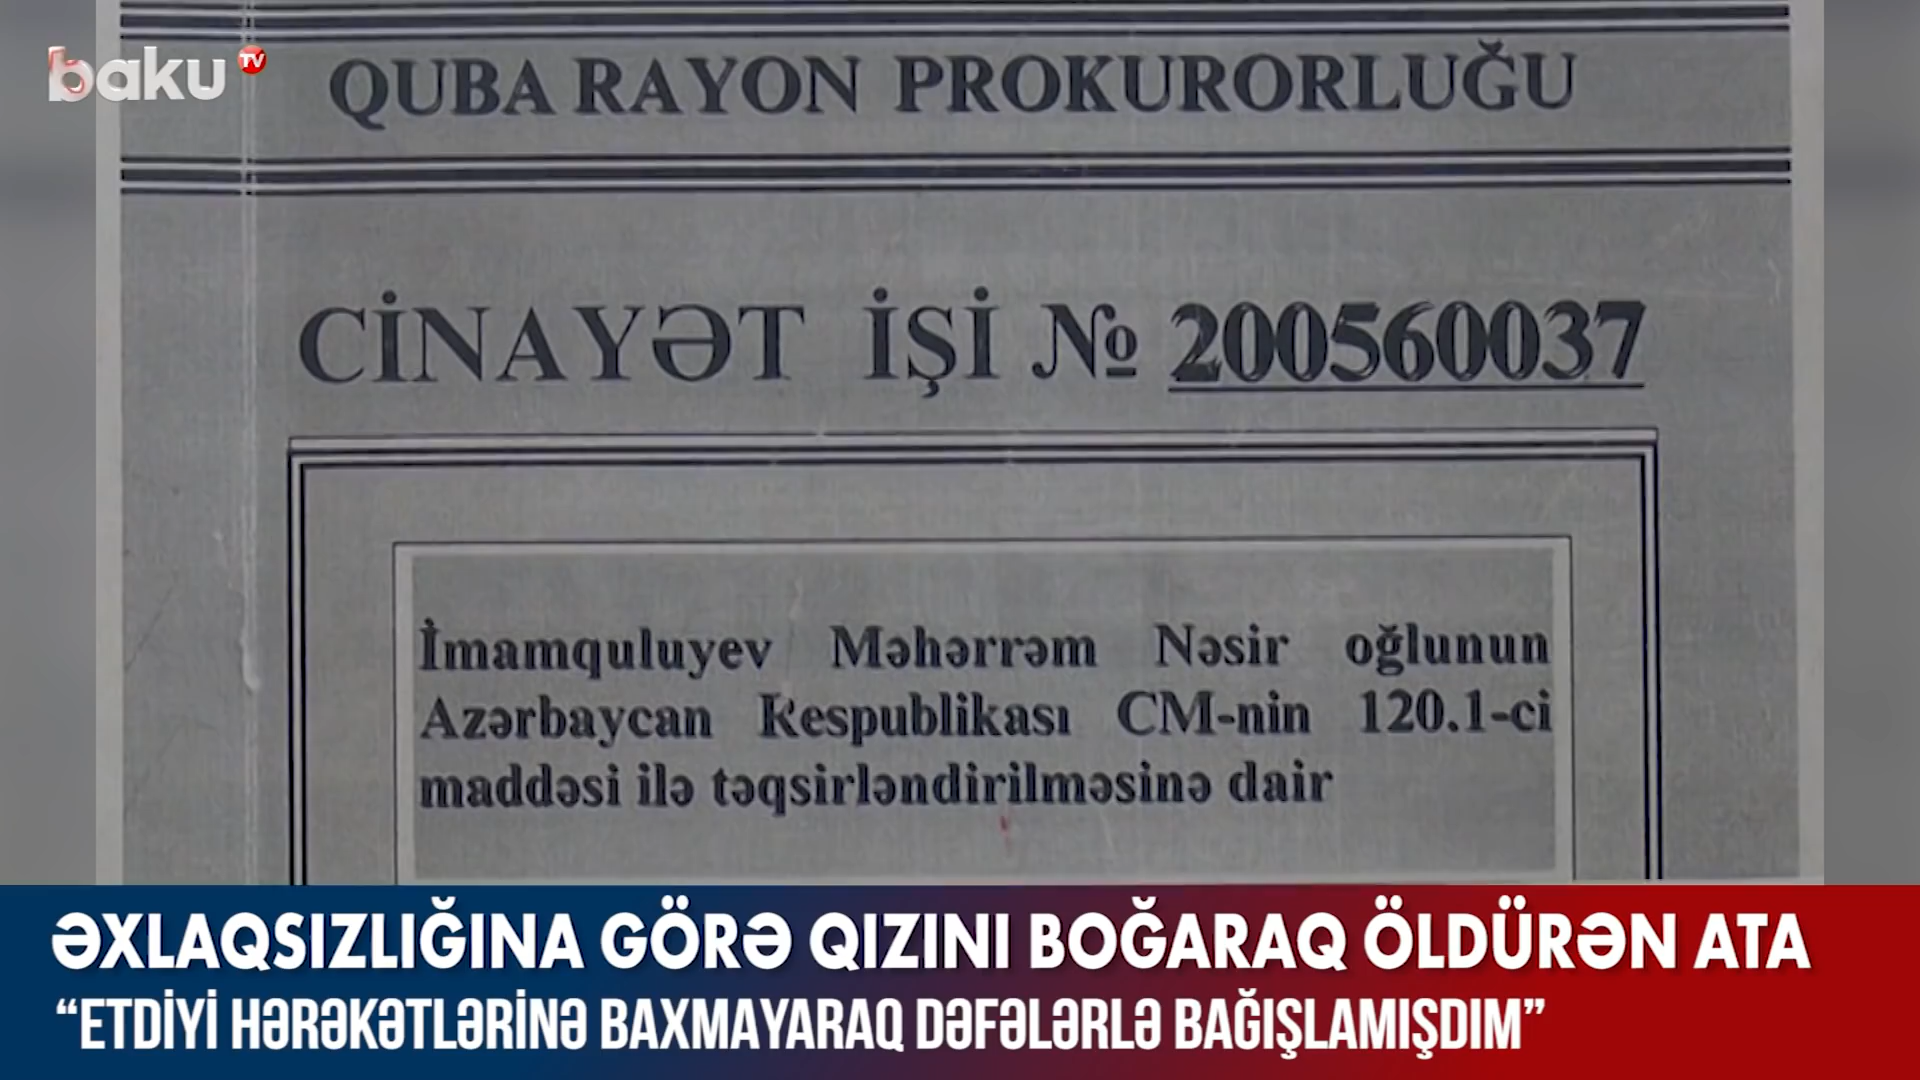 baku TV
QUBA RAYON PROKURORLUĞU
CİNAYƏT İŞİ № 200560037
İmamquluyev Məhərrəm Nəsir oğlunun
Azərbaycan Respublikası CM-nin 120.1-ci
maddəsi ilə təqsirləndirilməsinə dair
ƏXLAQSIZLIĞINA GÖRƏ QIZINI BOĞARAQ ÖLDÜRƏN ATA
“ETDİYİ HƏRƏKƏTLƏRİNƏ BAXMAYARAQ DƏFƏLƏRLƏ BAĞIŞLAMIŞDIM”